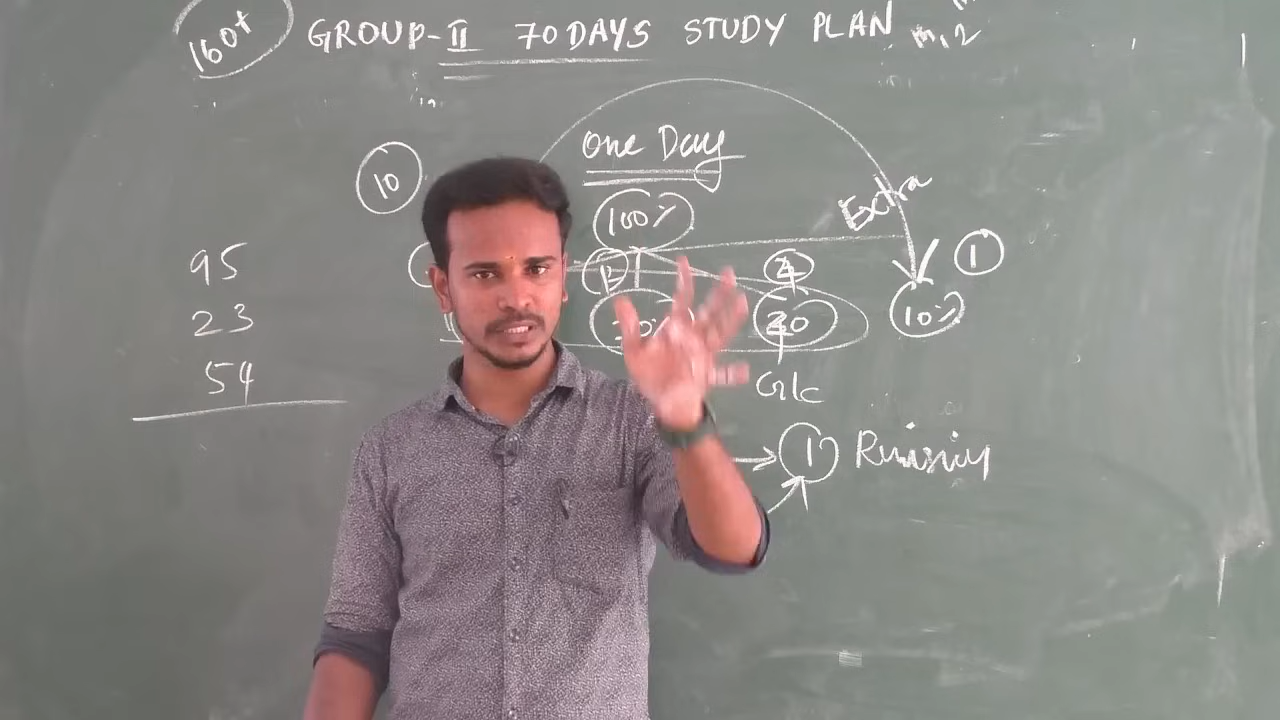 160+ GROUP-II 70 DAYS STUDY PLAN
One Day
10
100%
Extra
95
1
23
20
10%
54
G/c
1